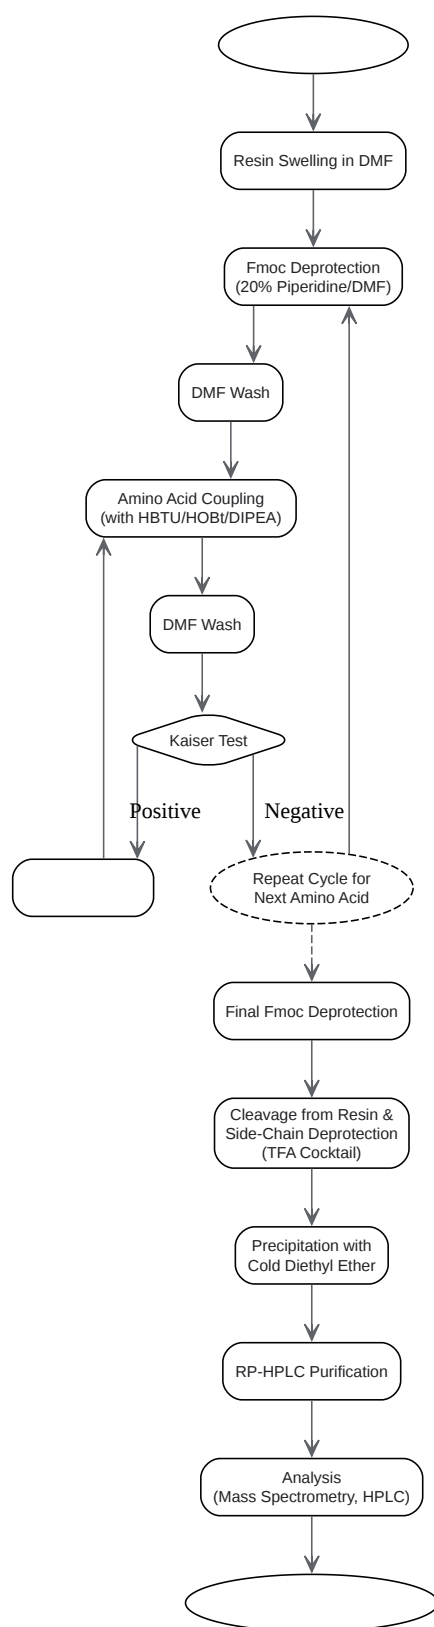 Resin Swelling in DMF
Fmoc Deprotection
(20% Piperidine/DMF)
DMF Wash
Amino Acid Coupling
(with HBTU/HOBt/DIPEA)
DMF Wash
Kaiser Test
Positive
Negative
Repeat Cycle for
Next Amino Acid
Final Fmoc Deprotection
Cleavage from Resin &
Side-Chain Deprotection
(TFA Cocktail)
Precipitation with
Cold Diethyl Ether
RP-HPLC Purification
Analysis
(Mass Spectrometry, HPLC)